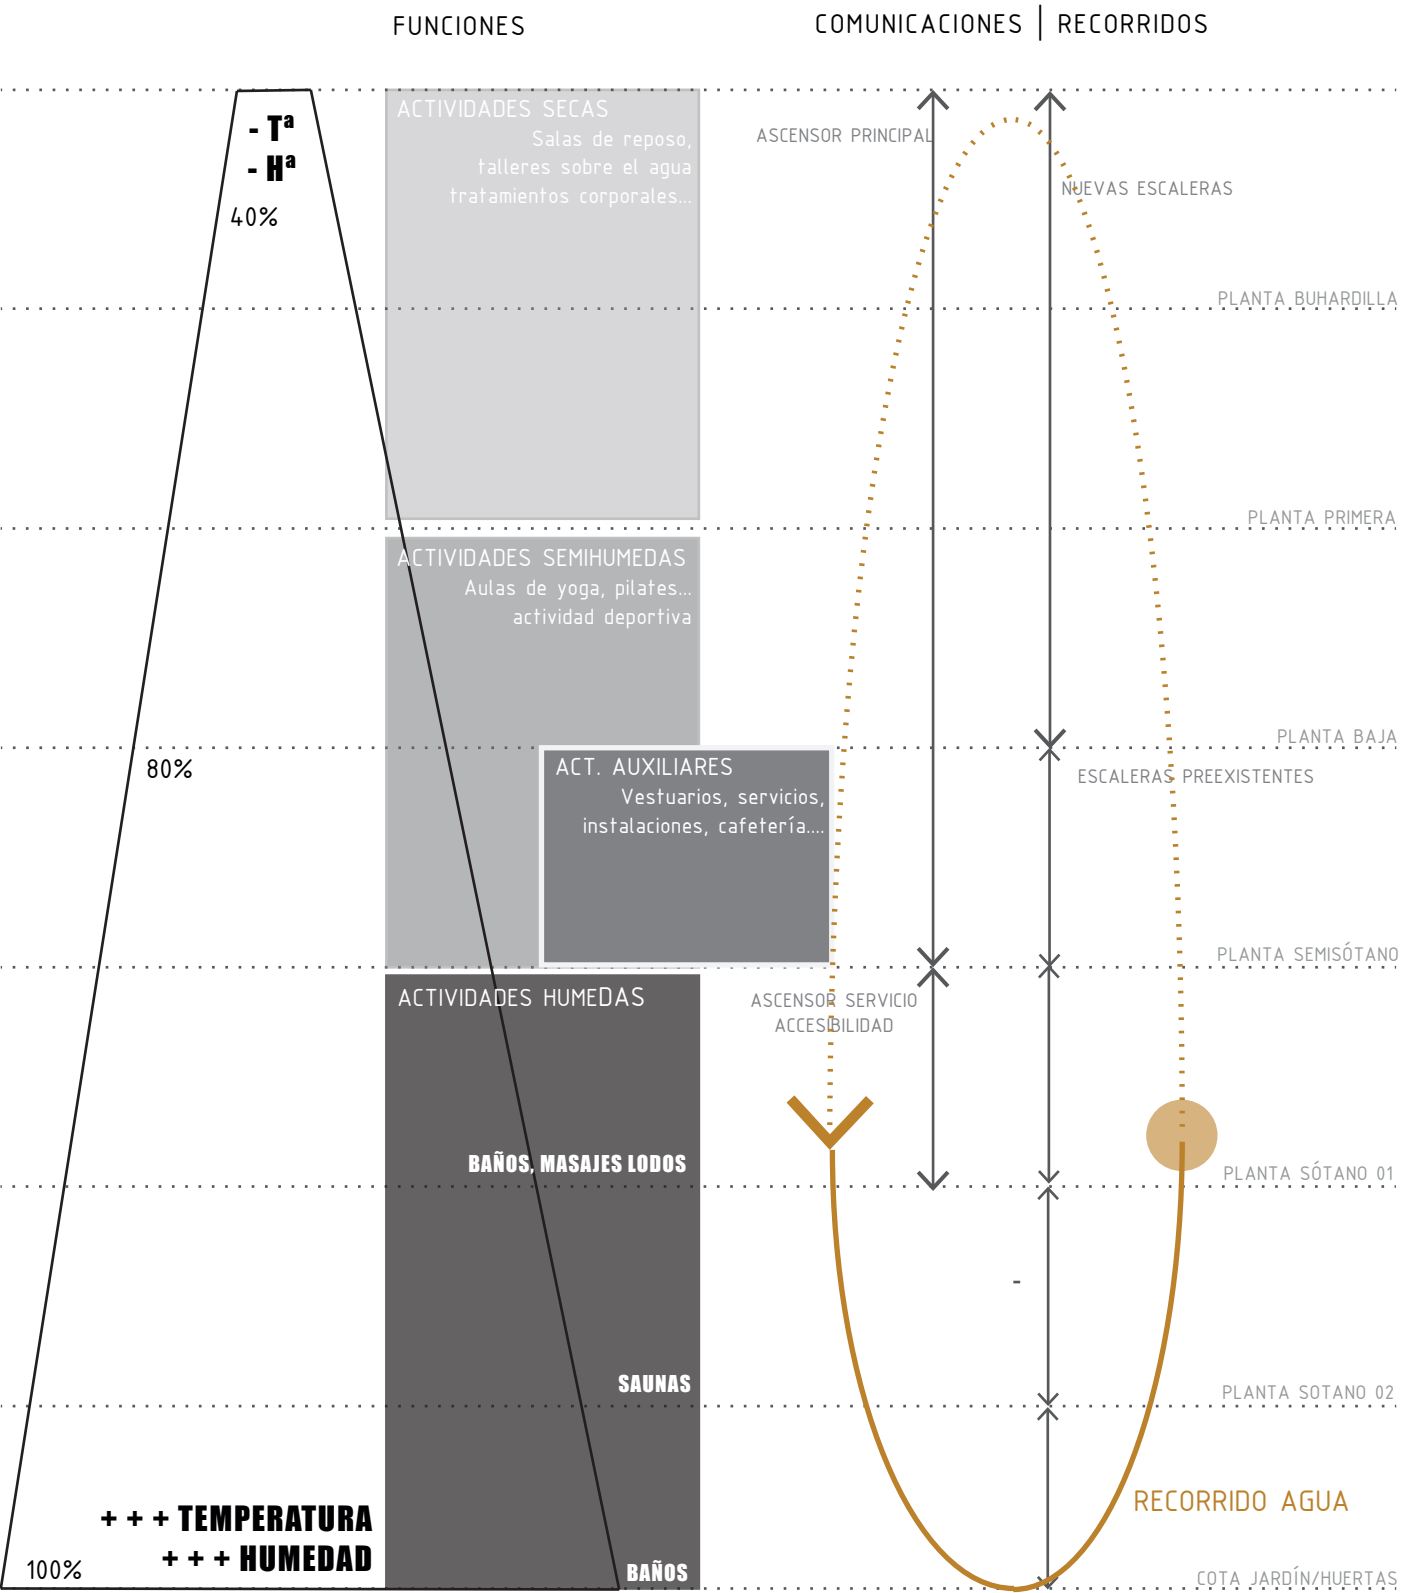 FUNCIONES
COMUNICACIONES | RECORRIDOS
- Tª
- Hª
40%
ACTIVIDADES SECAS
Salas de reposo,
talleres sobre el agua
tratamientos corporales...
ASCENSOR PRINCIPAL
NUEVAS ESCALERAS
PLANTA BUHARDILLA
PLANTA PRIMERA
ACTIVIDADES SEMIHUMEDAS
Aulas de yoga, pilates...
actividad deportiva
PLANTA BAJA
80%
ACT. AUXILIARES
Vestuarios, servicios,
instalaciones, cafetería....
ESCALERAS PREEXISTENTES
PLANTA SEMISÓTANO
ACTIVIDADES HUMEDAS
ASCENSOR SERVICIO
ACCESIBILIDAD
BAÑOS, MASAJES LODOS
PLANTA SÓTANO 01
-
SAUNAS
PLANTA SOTANO 02
+ + + TEMPERATURA
+ + + HUMEDAD
100%
RECORRIDO AGUA
BAÑOS
COTA JARDÍN/HUERTAS